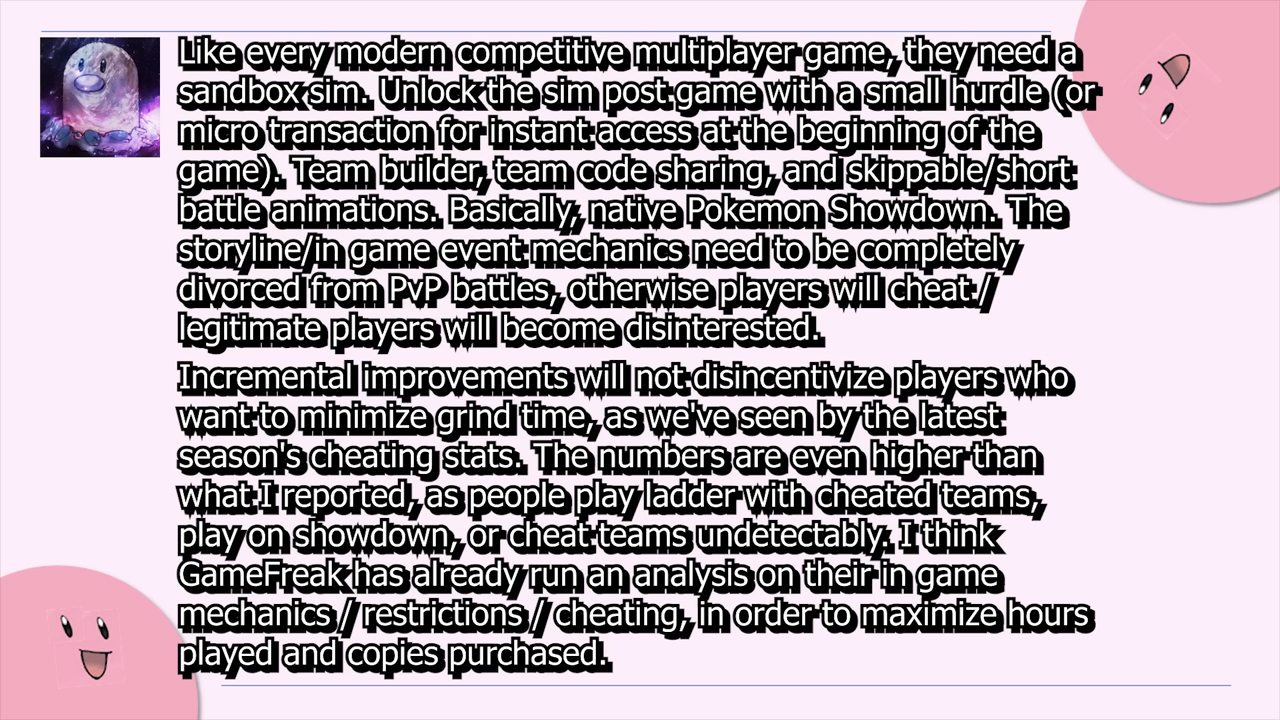 Like every modern competitive multiplayer game, they need a
sandbox sim. Unlock the sim post-game with a small hurdle (or
micro transaction for instant access at the beginning of the
game). Team builder, team code sharing, and skippable/short
battle animations. Basically, native Pokemon Showdown. The
storyline/in game event mechanics need to be completely
divorced from PvP battles, otherwise players will cheat /
legitimate players will become disinterested.
Incremental improvements will not disincentivize players who
want to minimize grind time, as we've seen by the latest
season's cheating stats. The numbers are even higher than
what I reported, as people play ladder with cheated teams,
play on showdown, or cheat teams undetectably. I think
GameFreak has already run an analysis on their in game
mechanics / restrictions / cheating, in order to maximize hours
played and copies purchased.